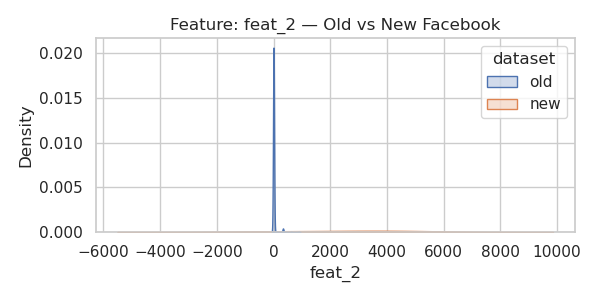 Feature: feat_2 — Old vs New Facebook
dataset
old
new
Density
0.020
0.015
0.010
0.005
0.000
−6000 −4000 −2000 0 2000 4000 6000 8000 10000
feat_2